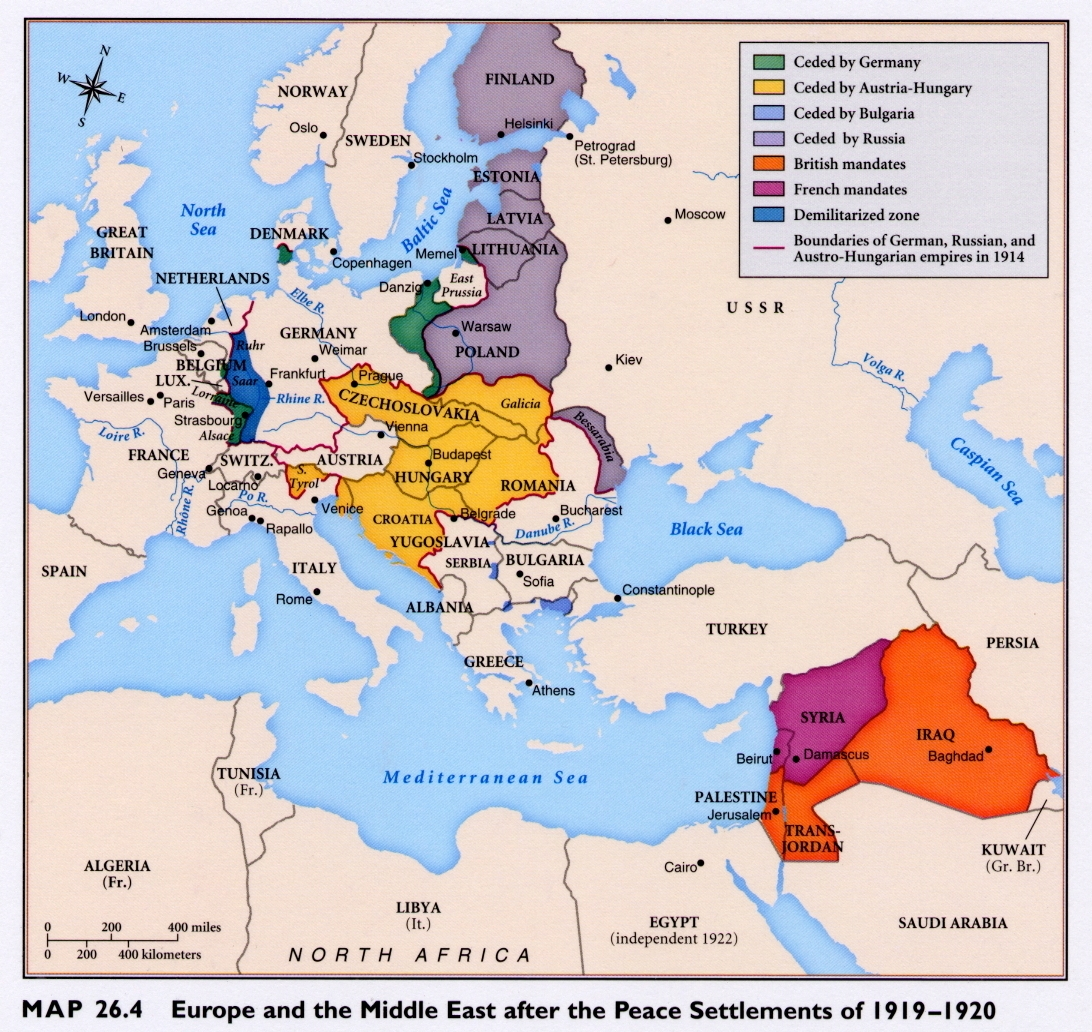 N
W
E
S
Ceded by Germany
Ceded by Austria-Hungary
Ceded by Bulgaria
Ceded by Russia
British mandates
French mandates
Demilitarized zone
Boundaries of German, Russian, and
Austro-Hungarian empires in 1914
FINLAND
NORWAY
Helsinki
Oslo
SWEDEN
Petrograd
(St. Petersburg)
Stockholm
ESTONIA
Baltic Sea
North
Sea
LATVIA
Moscow
GREAT
BRITAIN
DENMARK
LITHUANIA
Memel
Copenhagen
NETHERLANDS
East
Prussia
Danzig
Elbe R.
USSR
London
Amsterdam
GERMANY
Warsaw
Brussels
Ruhr
Weimar
POLAND
BELGIUM
Kiev
Volga R.
LUX.
Saar
Frankfurt
Prague
Versailles
Paris
Lorraine
Rhine R.
CZECHOSLOVAKIA
Galicia
Strasbourg
Alsace
Vienna
Bessarabia
Loire R.
FRANCE
SWITZ.
AUSTRIA
Budapest
Caspian Sea
Geneva
Locarno
S.
Tyrol
HUNGARY
ROMANIA
Rhône R.
Po R.
Venice
Genoa
Rapallo
CROATIA
Belgrade
Bucharest
Danube R.
Black Sea
YUGOSLAVIA
SERBIA
BULGARIA
Sofia
SPAIN
ITALY
Rome
Constantinople
ALBANIA
TURKEY
PERSIA
GREECE
Athens
SYRIA
IRAQ
Baghdad
Beirut
Damascus
TUNISIA
(Fr.)
Mediterranean Sea
PALESTINE
Jerusalem
TRANS-
JORDAN
KUWAIT
(Gr. Br.)
ALGERIA
(Fr.)
Cairo
LIBYA
(It.)
EGYPT
(independent 1922)
SAUDI ARABIA
0 200 400 miles
0 200 400 kilometers
NORTH AFRICA
MAP 26.4 Europe and the Middle East after the Peace Settlements of 1919–1920